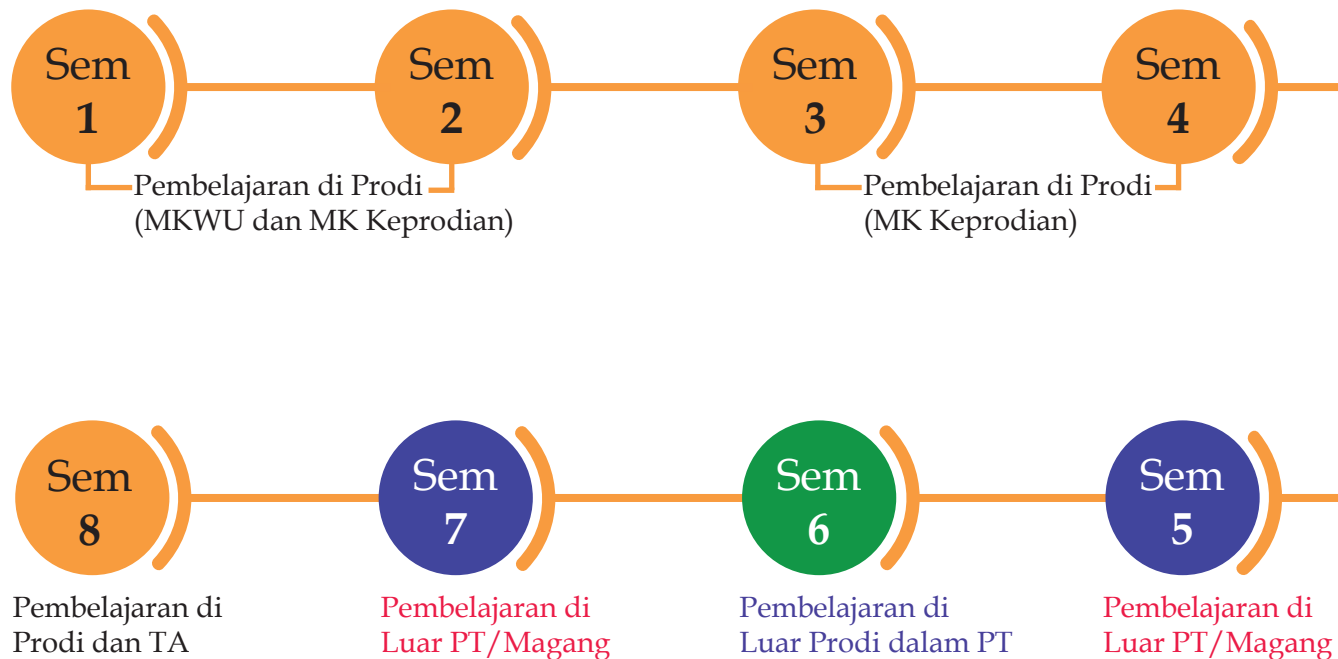 Sem
1
Sem
2
Sem
3
Sem
4
Pembelajaran di Prodi
(MKWU dan MK Keprodian)
Pembelajaran di Prodi
(MK Keprodian)
Sem
8
Sem
7
Sem
6
Sem
5
Pembelajaran di
Prodi dan TA
Pembelajaran di
Luar PT/Magang
Pembelajaran di
Luar Prodi dalam PT
Pembelajaran di
Luar PT/Magang